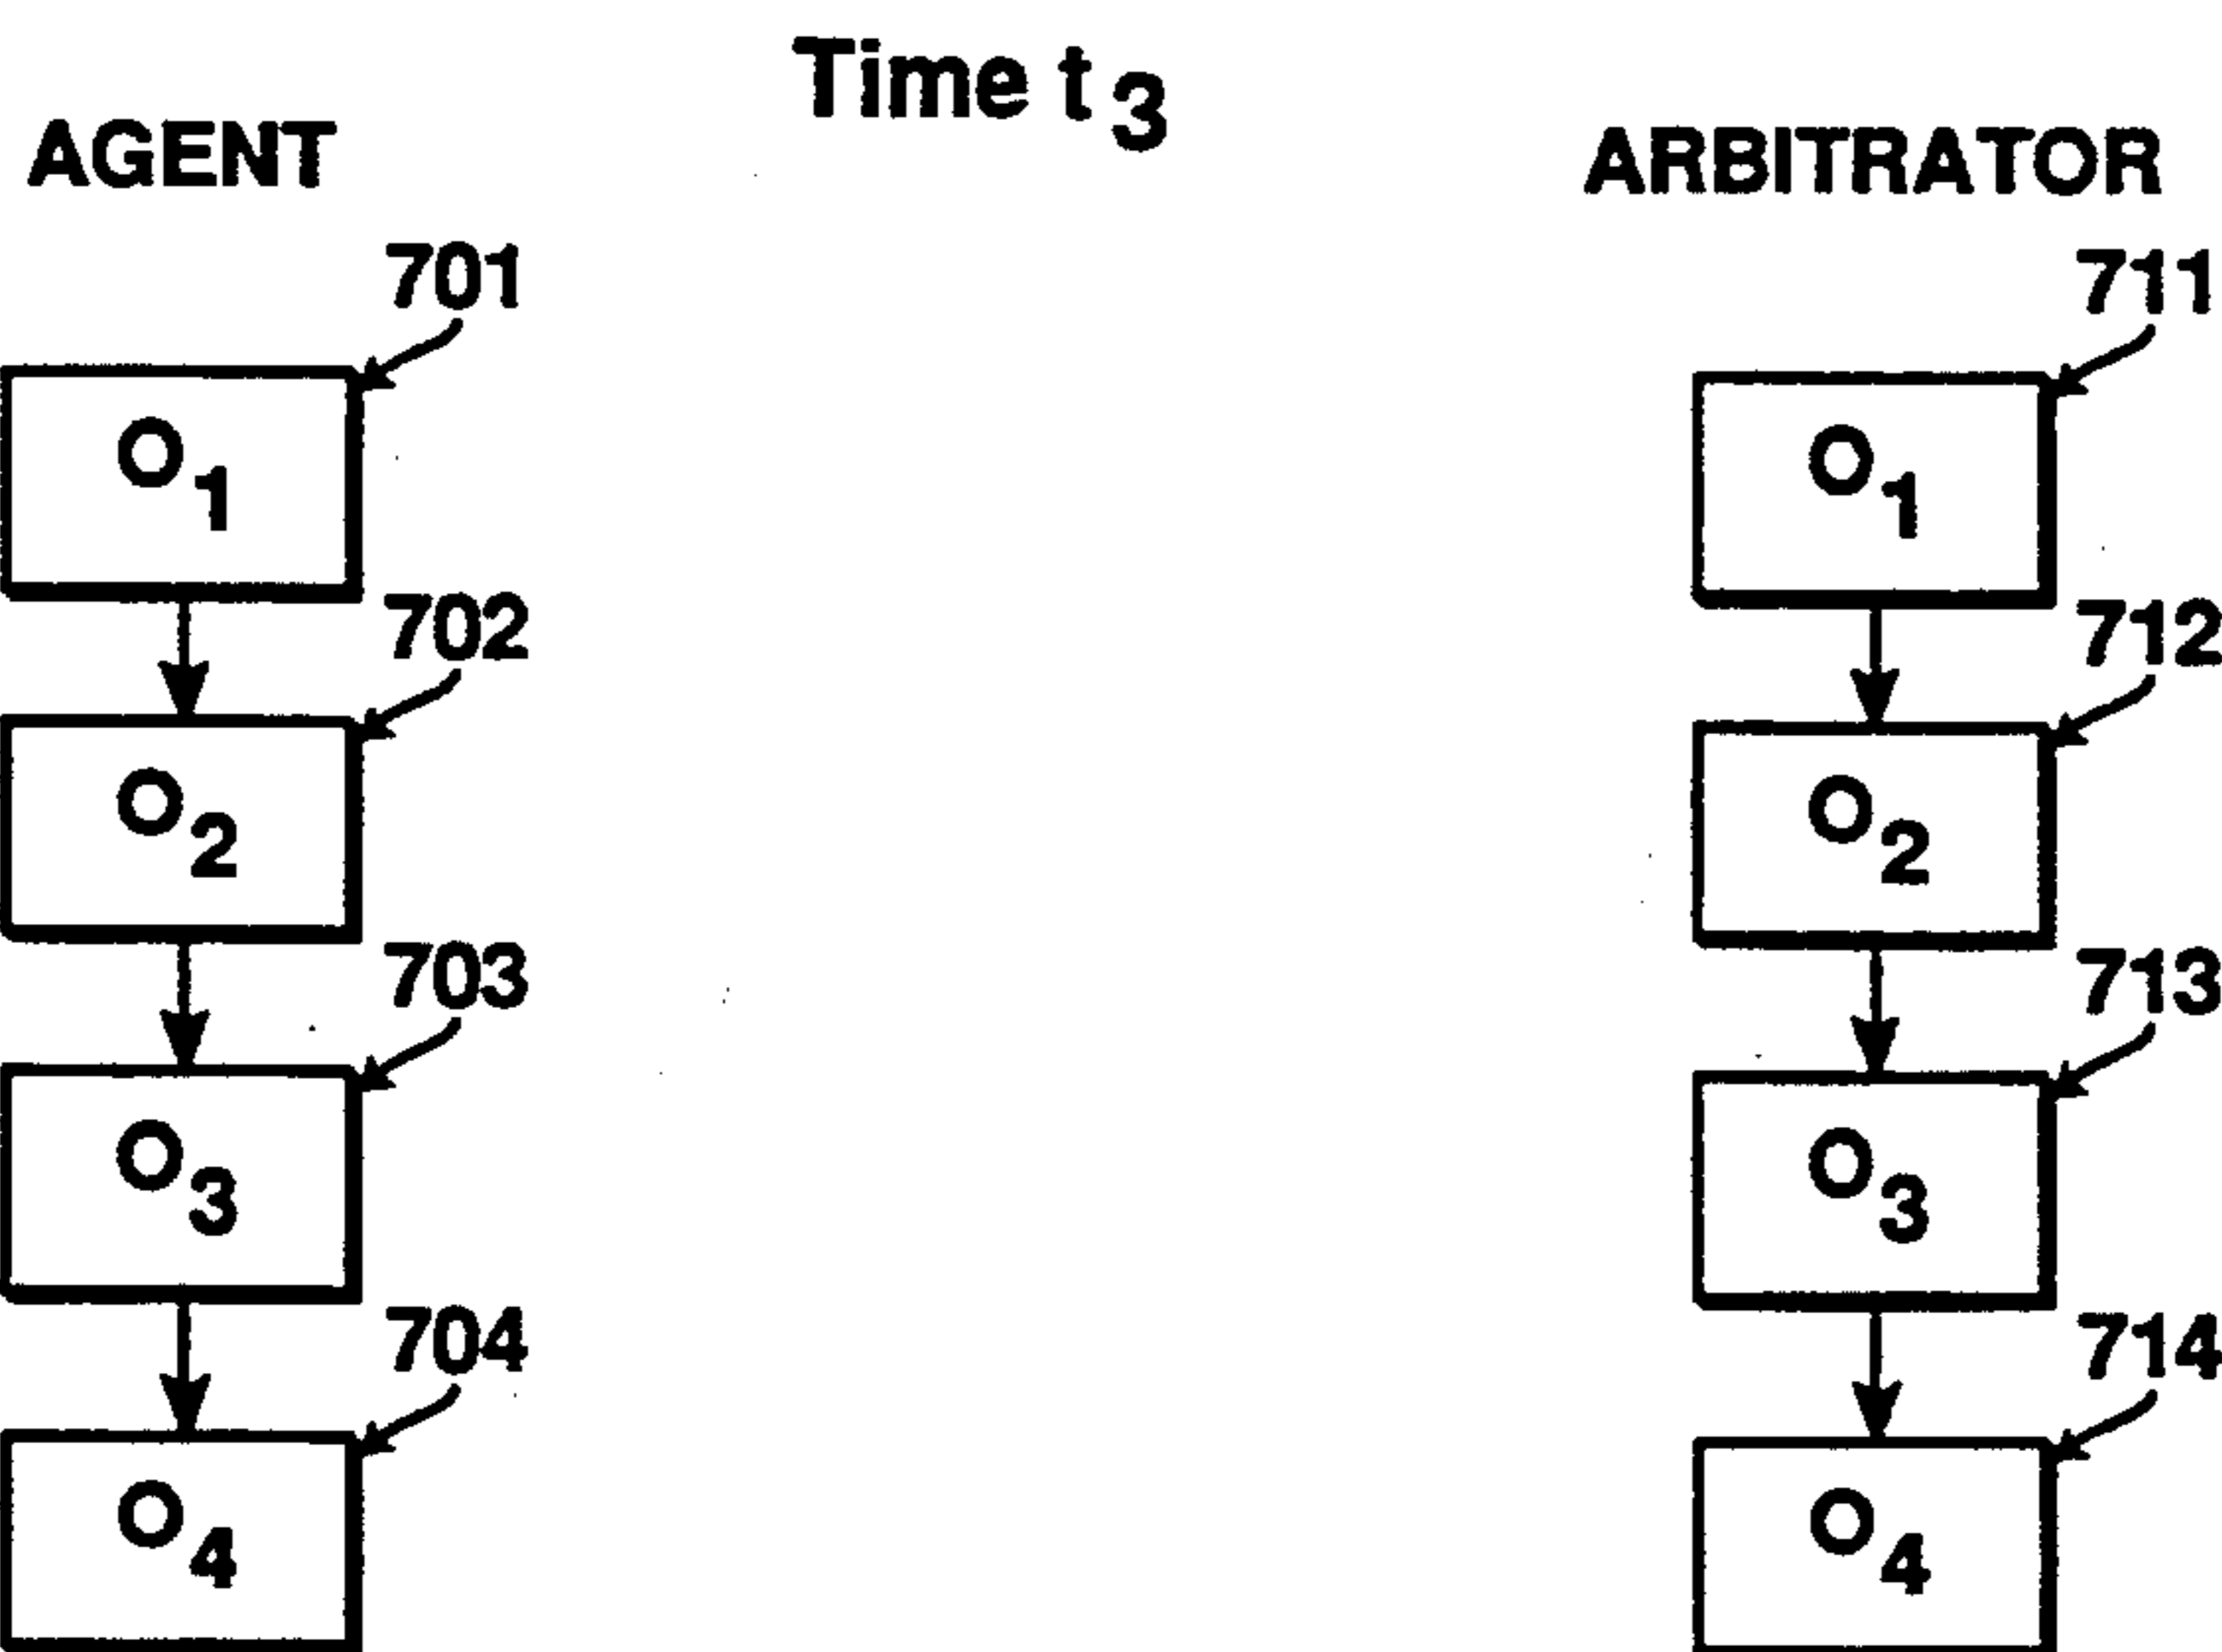 Time t3
AGENT
ARBITRATOR
701
711
O1
O1
702
712
O2
O2
703
713
O3
O3
704
714
O4
O4